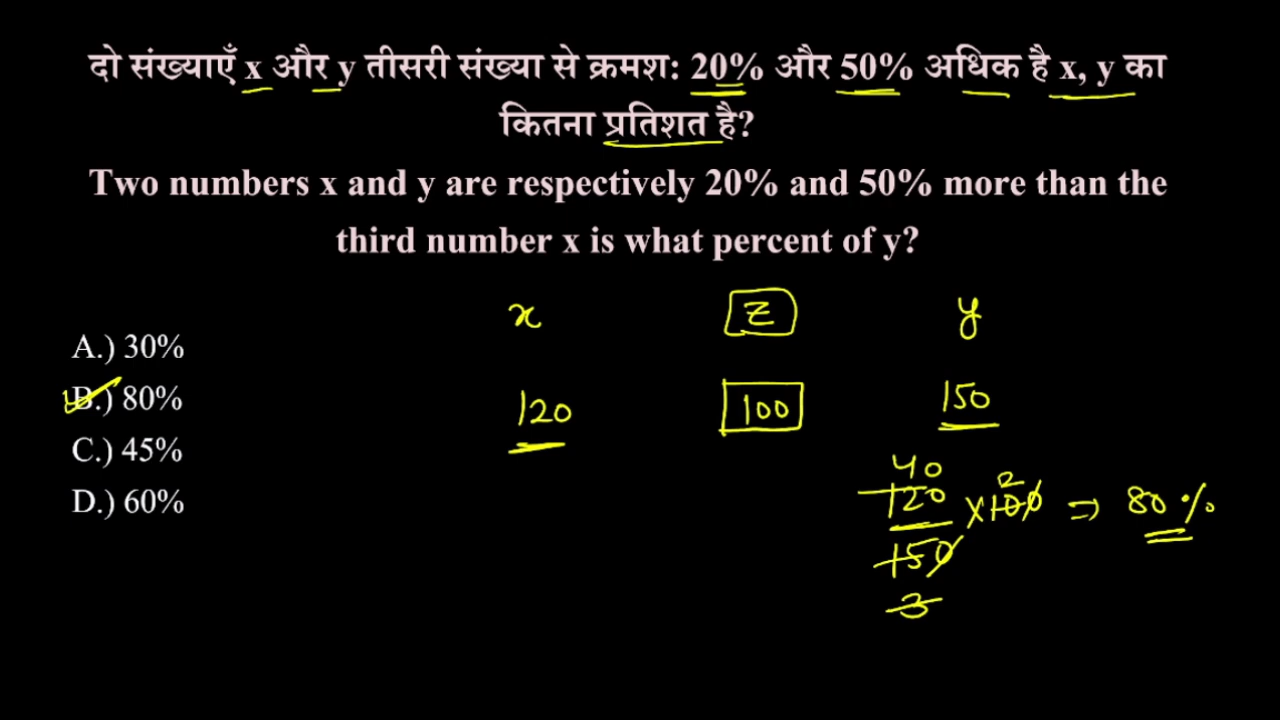 दो संख्याएँ x और y तीसरी संख्या से क्रमश: 20% और 50% अधिक है x, y का
कितना प्रतिशत है?
Two numbers x and y are respectively 20% and 50% more than the
third number x is what percent of y?
x z y
A.) 30%
B.) 80%
120 100 150
C.) 45%
40
D.) 60%
120 x 100 2 => 80%
150
3